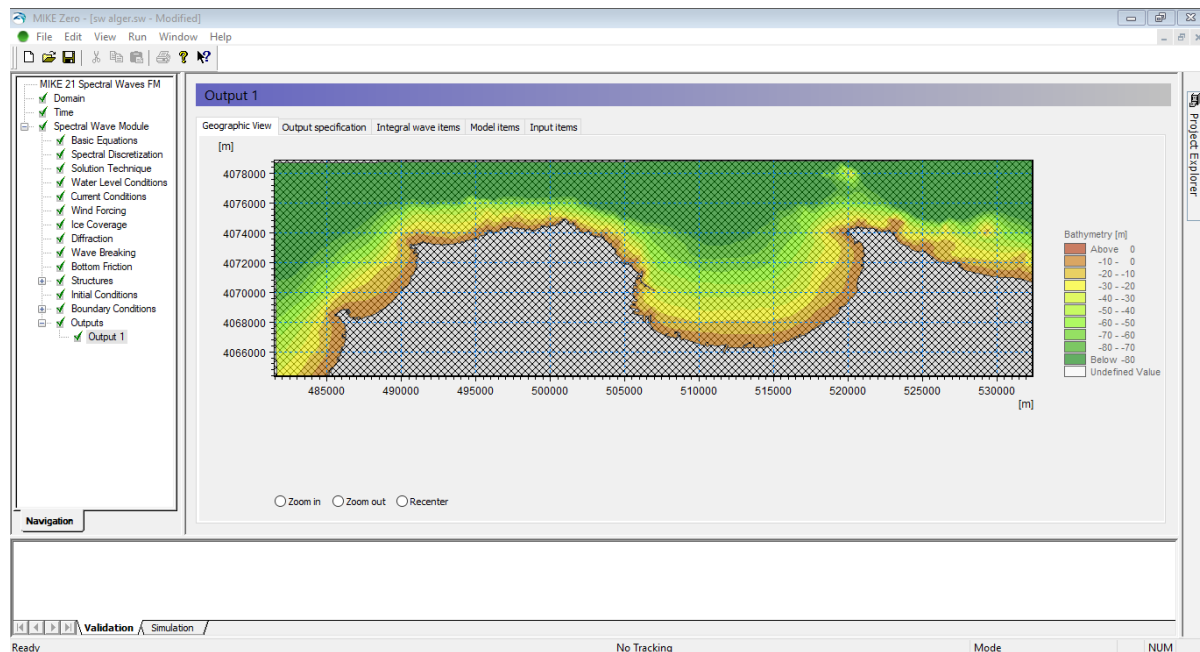 MIKE Zero - [sw alger.sw - Modified]
File Edit View Run Window Help
MIKE 21 Spectral Waves FM
Domain
Time
Spectral Wave Module
Basic Equations
Spectral Discretization
Solution Technique
Water Level Conditions
Current Conditions
Wind Forcing
Ice Coverage
Diffraction
Wave Breaking
Bottom Friction
Structures
Initial Conditions
Boundary Conditions
Outputs
Output 1
Navigation
Output 1
Geographic View Output specification Integral wave items Model items Input items
[m]
4078000
4076000
4074000
4072000
4070000
4068000
4066000
485000 490000 495000 500000 505000 510000 515000 520000 525000 530000
[m]
Bathymetry [m]
Above 0
-10 - 0
-20 - -10
-30 - -20
-40 - -30
-50 - -40
-60 - -50
-70 - -60
-80 - -70
Below -80
Undefined Value
Zoom in Zoom out Recenter
Project Explorer
Validation Simulation
Ready No Tracking Mode NUM